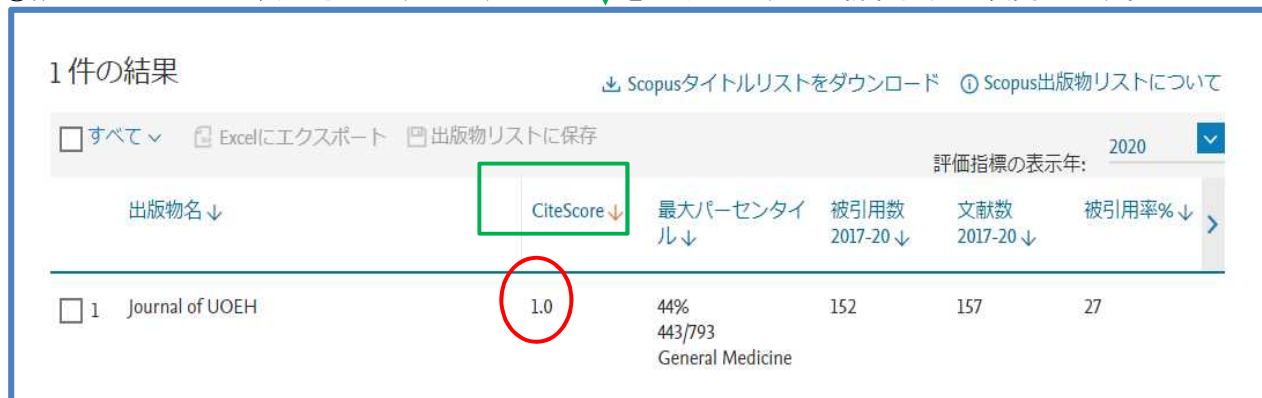 1件の結果
Scopusタイトルリストをダウンロード Scopus出版物リストについて
すべて Excelにエクスポート 出版物リストに保存
評価指標の表示年: 2020
出版物名↓ CiteScore↓ 最大パーセンタイル↓ 被引用数 2017-20↓ 文献数 2017-20↓ 被引用率%↓
1 Journal of UOEH 1.0 44% 152 157 27
443/793
General Medicine